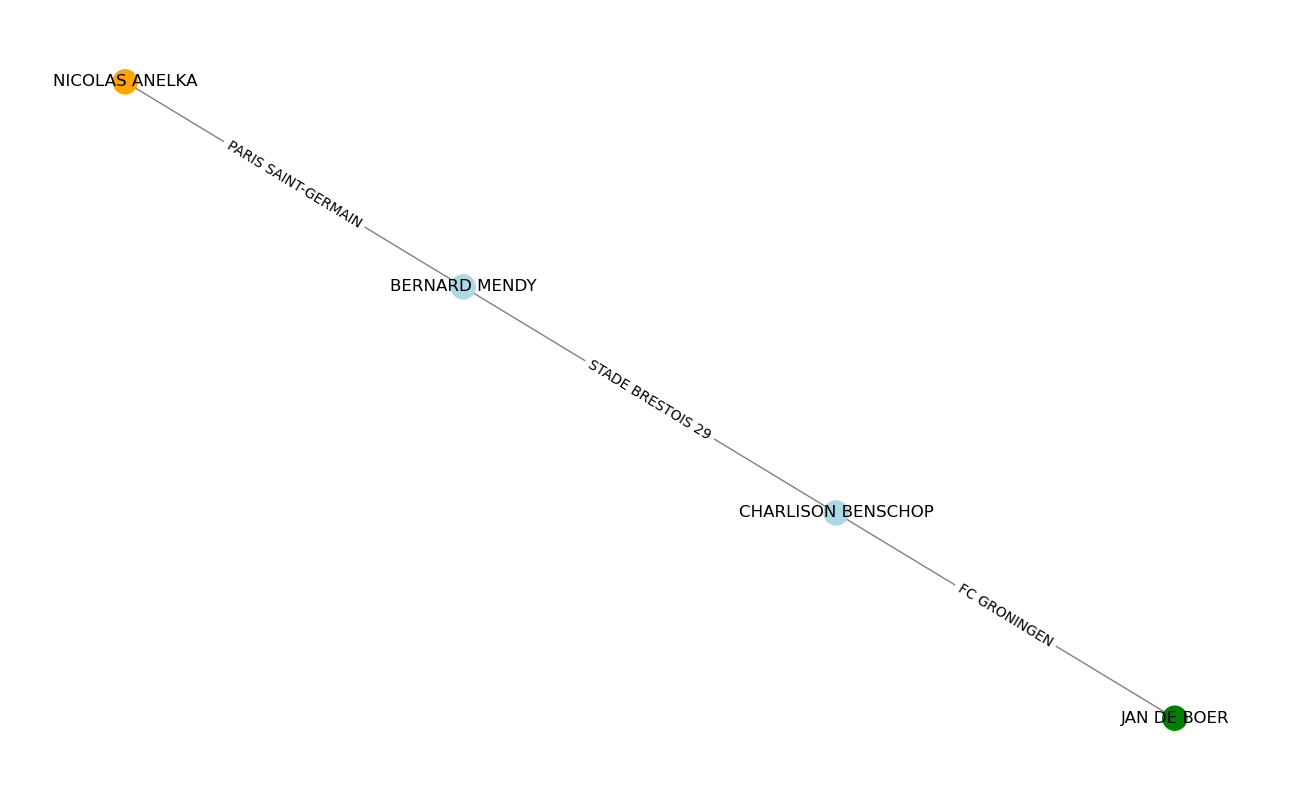 NICOLAS ANELKA
PARIS SAINT-GERMAIN
BERNARD MENDY
STADE BRESTOIS 29
CHARLISON BENSCHOP
FC GRONINGEN
JAN DE BOER